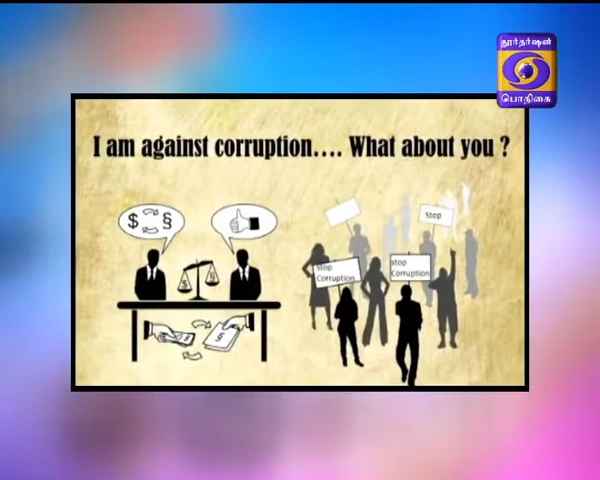 தூர்தர்ஷன்
பொதிகை
I am against corruption.... What about you ?
$ §
Stop
stop
Corruption
stop
Corruption
$ §
$
§